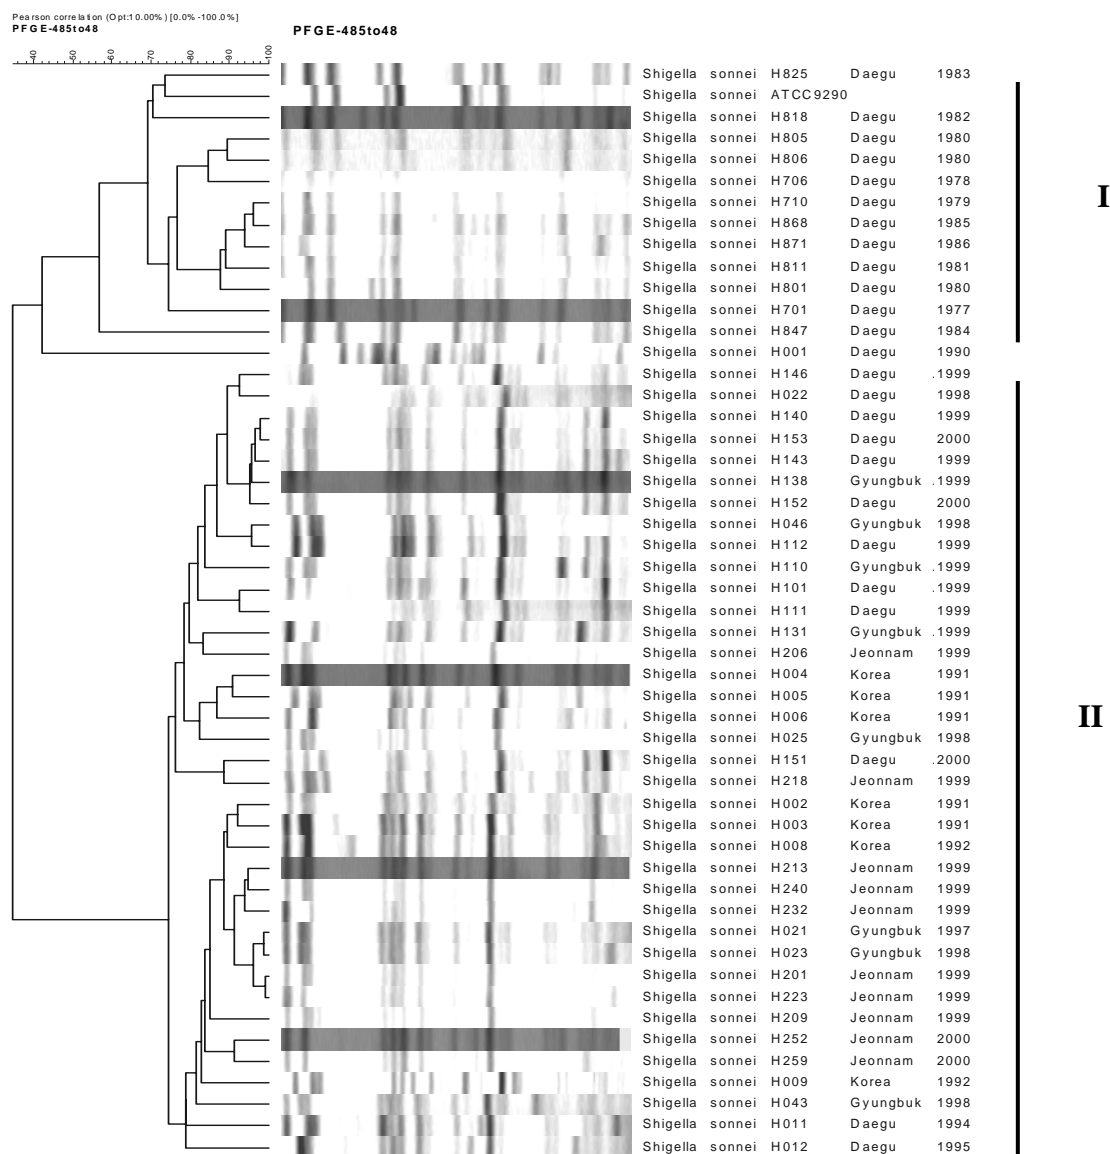 Pearson correlation (Opt:10.00%) [0.0%-100.0%]
PFGE-485to48
PFGE-485to48
40 50 60 70 80 90 100
Shigella sonnei H825 Daegu 1983
Shigella sonnei ATCC9290
Shigella sonnei H818 Daegu 1982
Shigella sonnei H805 Daegu 1980
Shigella sonnei H806 Daegu 1980
Shigella sonnei H706 Daegu 1978
I
Shigella sonnei H710 Daegu 1979
Shigella sonnei H868 Daegu 1985
Shigella sonnei H871 Daegu 1986
Shigella sonnei H811 Daegu 1981
Shigella sonnei H801 Daegu 1980
Shigella sonnei H701 Daegu 1977
Shigella sonnei H847 Daegu 1984
Shigella sonnei H001 Daegu 1990
Shigella sonnei H146 Daegu .1999
Shigella sonnei H022 Daegu 1998
Shigella sonnei H140 Daegu 1999
Shigella sonnei H153 Daegu 2000
Shigella sonnei H143 Daegu 1999
Shigella sonnei H138 Gyungbuk .1999
Shigella sonnei H152 Daegu 2000
Shigella sonnei H046 Gyungbuk 1998
Shigella sonnei H112 Daegu 1999
Shigella sonnei H110 Gyungbuk .1999
Shigella sonnei H101 Daegu .1999
Shigella sonnei H111 Daegu 1999
Shigella sonnei H131 Gyungbuk .1999
Shigella sonnei H206 Jeonnam 1999
Shigella sonnei H004 Korea 1991
Shigella sonnei H005 Korea 1991
Shigella sonnei H006 Korea 1991
II
Shigella sonnei H025 Gyungbuk 1998
Shigella sonnei H151 Daegu .2000
Shigella sonnei H218 Jeonnam 1999
Shigella sonnei H002 Korea 1991
Shigella sonnei H003 Korea 1991
Shigella sonnei H008 Korea 1992
Shigella sonnei H213 Jeonnam 1999
Shigella sonnei H240 Jeonnam 1999
Shigella sonnei H232 Jeonnam 1999
Shigella sonnei H021 Gyungbuk 1997
Shigella sonnei H023 Gyungbuk 1998
Shigella sonnei H201 Jeonnam 1999
Shigella sonnei H223 Jeonnam 1999
Shigella sonnei H209 Jeonnam 1999
Shigella sonnei H252 Jeonnam 2000
Shigella sonnei H259 Jeonnam 2000
Shigella sonnei H009 Korea 1992
Shigella sonnei H043 Gyungbuk 1998
Shigella sonnei H011 Daegu 1994
Shigella sonnei H012 Daegu 1995